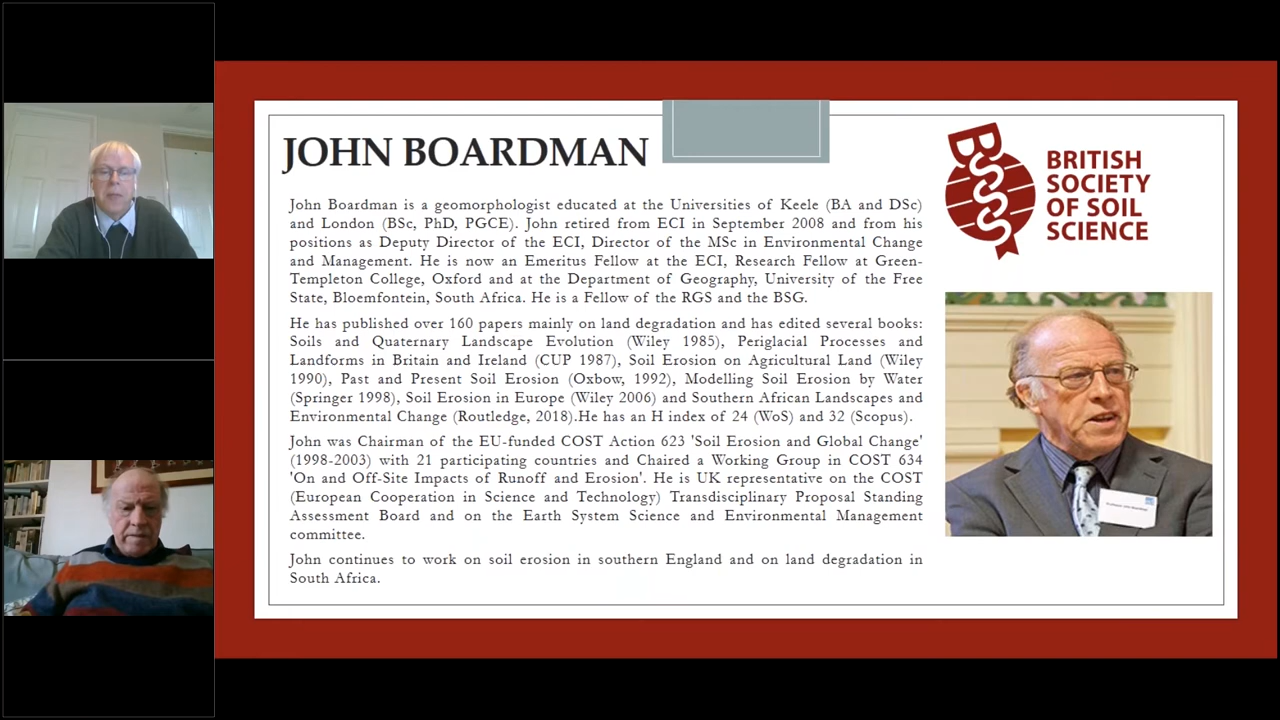 JOHN BOARDMAN
John Boardman is a geomorphologist educated at the Universities of Keele (BA and DSc)
and London (BSc, PhD, PGCE). John retired from ECI in September 2008 and from his
positions as Deputy Director of the ECI, Director of the MSc in Environmental Change
and Management. He is now an Emeritus Fellow at the ECI, Research Fellow at Green-
Templeton College, Oxford and at the Department of Geography, University of the Free
State, Bloemfontein, South Africa. He is a Fellow of the RGS and the BSG.
He has published over 160 papers mainly on land degradation and has edited several books:
Soils and Quaternary Landscape Evolution (Wiley 1985), Periglacial Processes and
Landforms in Britain and Ireland (CUP 1987), Soil Erosion on Agricultural Land (Wiley
1990), Past and Present Soil Erosion (Oxbow, 1992), Modelling Soil Erosion by Water
(Springer 1998), Soil Erosion in Europe (Wiley 2006) and Southern African Landscapes and
Environmental Change (Routledge, 2018).He has an H index of 24 (WoS) and 32 (Scopus).
John was Chairman of the EU-funded COST Action 623 'Soil Erosion and Global Change'
(1998-2003) with 21 participating countries and Chaired a Working Group in COST 634
'On and Off-Site Impacts of Runoff and Erosion'. He is UK representative on the COST
(European Cooperation in Science and Technology) Transdisciplinary Proposal Standing
Assessment Board and on the Earth System Science and Environmental Management
committee.
John continues to work on soil erosion in southern England and on land degradation in
South Africa.
BSSS
BRITISH
SOCIETY
OF SOIL
SCIENCE